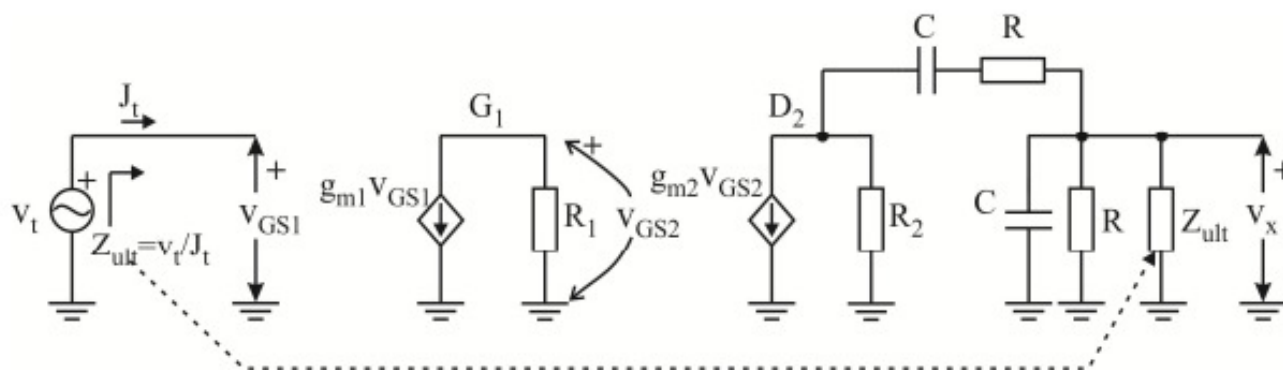 C
R
J_t
G_1
D_2
+
+
+
+
v_t
Z_ult=v_t/J_t
v_GS1
g_m1v_GS1
R_1
v_GS2
g_m2v_GS2
R_2
C
R
Z_ult
v_x